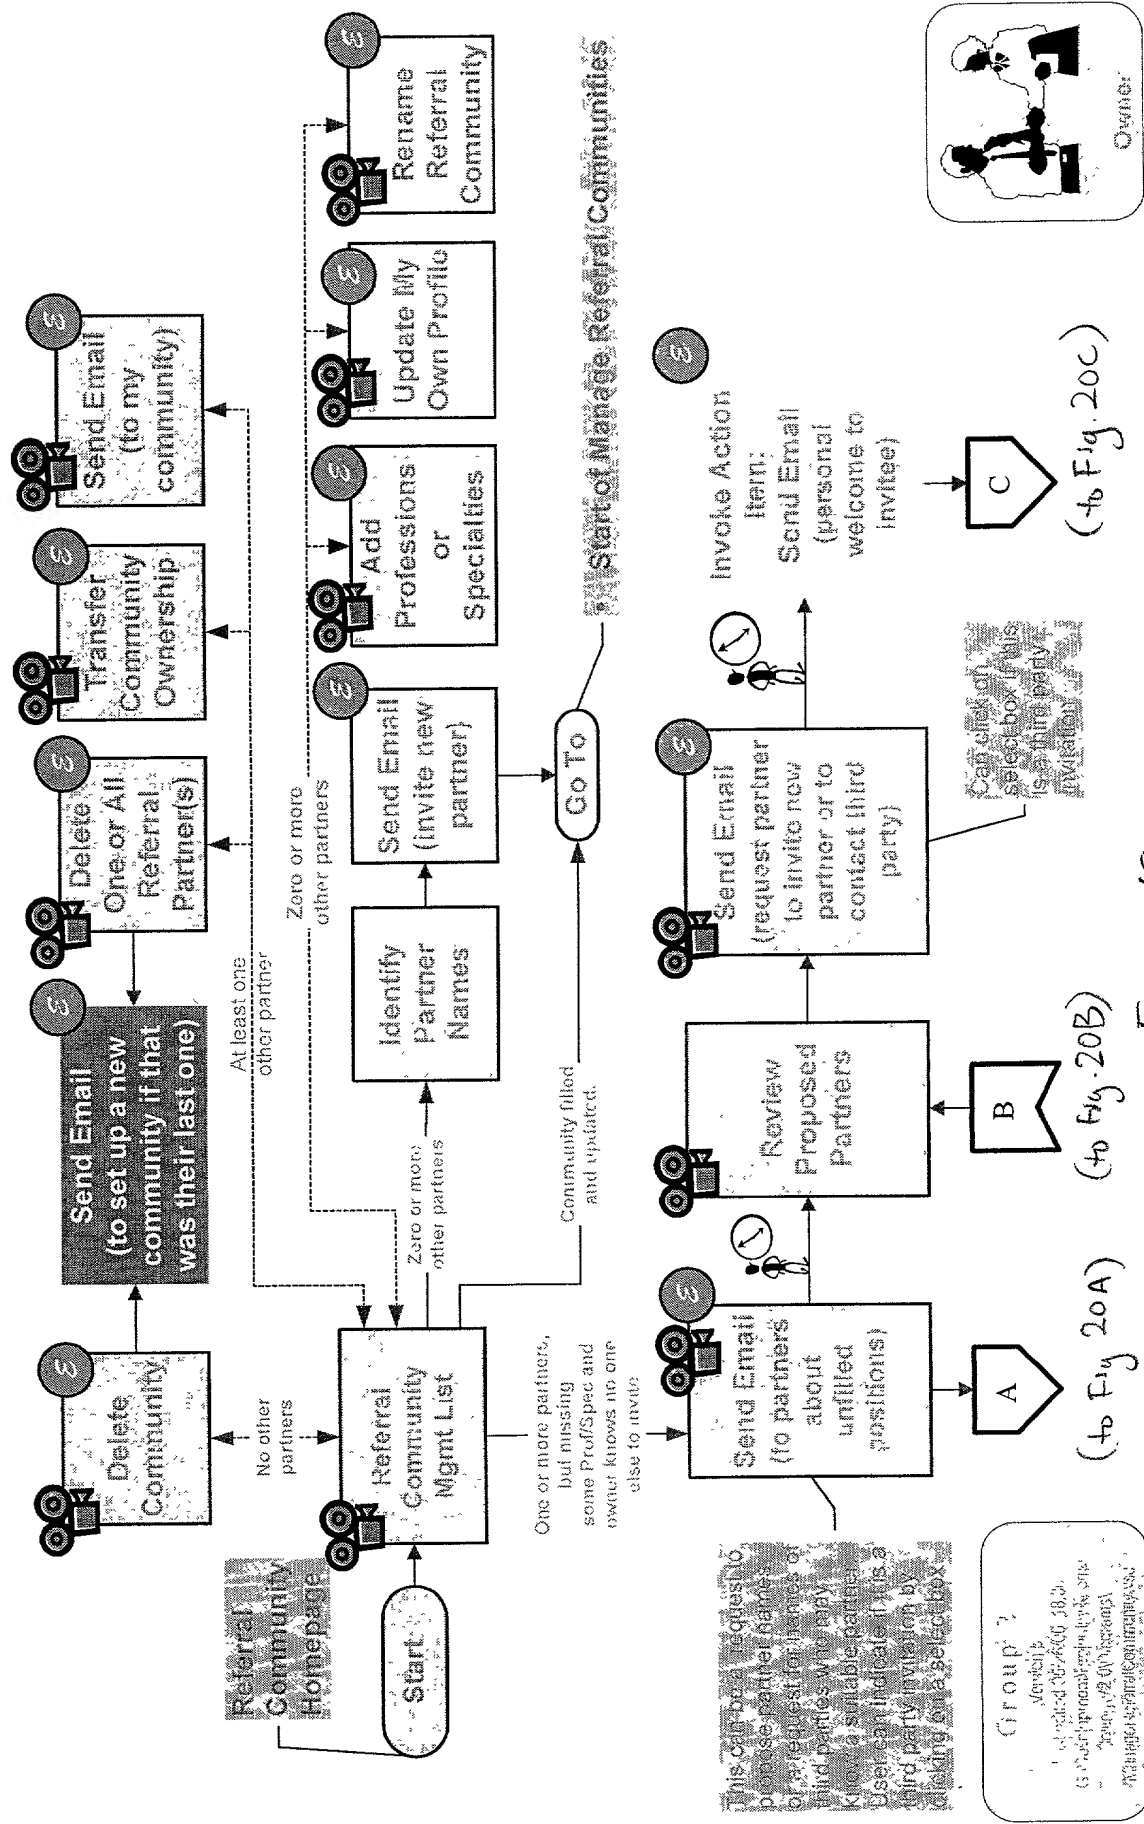 Delete
Community
Send Email
(to set up a new
community if that
was their last one)
Delete
One or All
Referral
Partner(s)
Transfer
Community
Ownership
Send Email
(to my
community)
No other
partners
At least one
other partner
Zero or more
other partners
Referral
Community
Homepage
Start
Referral
Community
Mgmt List
Zero or more
other partners
Identify
Partner
Names
Send Email
(invite new
partner)
Add
Professions
or
Specialties
Update My
Own Profile
Rename
Referral
Community
Community filled
and updated.
Go To
Start of Manage Referral Communities
One or more partners,
but missing
some Prof/Spec and
owner knows no one
else to invite
This can be a request to
propose partner names
or a request for names of
third parties who may
know a suitable partner.
User can indicate if it is a
third party invitation by
clicking on a select box.
Send Email
(to partners
about
unfilled
positions)
Review
Proposed
Partners
Send Email
(request partner
to invite new
partner or to
contact third
party)
Invoke Action
Item:
Send Email
(personal
welcome to
invitee)
Can click of
select box if this
is a third party
invitation
A
(to Fig 20A)
B
(to Fig. 20B)
C
(to Fig. 20C)
Group
Owner